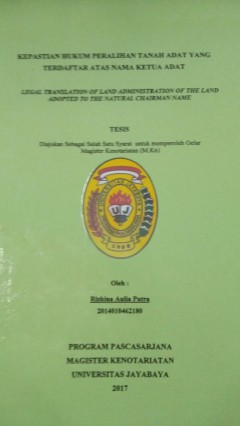 KEPASTIAN HUKUM PERALIHAN TANAH ADAT YANG
TERDAFTAR ATAS NAMA KETUA ADAT
LEGAL TRANSLATION OF LAND ADMINISTRATION OF THE LAND
ADOPTED TO THE NATURAL CHAIRMAN NAME
TESIS
Diajukan Sebagai Salah Satu Syarat untuk memperoleh Gelar
Magister Kenotariatan (M.Kn)
Oleh :
Rizkina Aulia Putra
2014010462180
PROGRAM PASCASARJANA
MAGISTER KENOTARIATAN
UNIVERSITAS JAYABAYA
2017